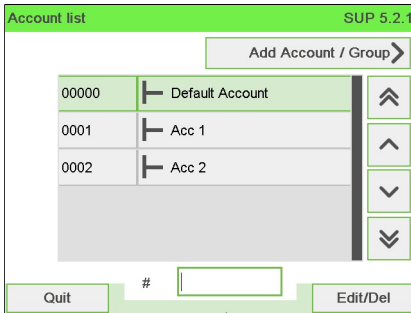 Account list SUP 5.2.1
Add Account / Group
00000 Default Account
0001 Acc 1
0002 Acc 2
#
Quit Edit/Del